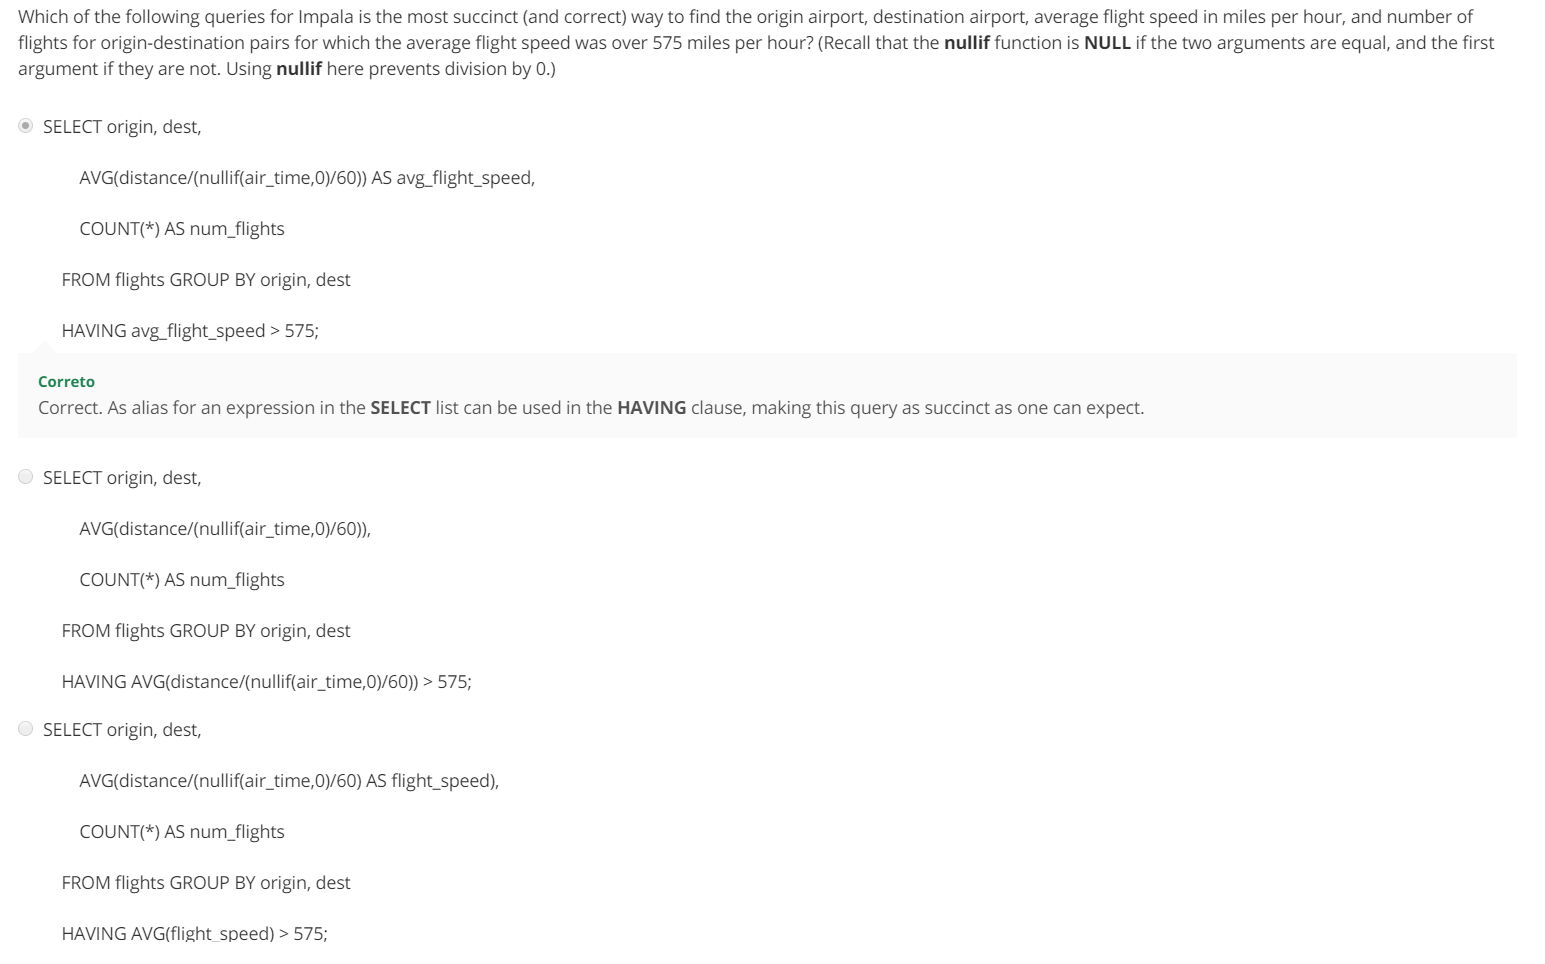 Which of the following queries for Impala is the most succinct (and correct) way to find the origin airport, destination airport, average flight speed in miles per hour, and number of
flights for origin-destination pairs for which the average flight speed was over 575 miles per hour? (Recall that the nullif function is NULL if the two arguments are equal, and the first
argument if they are not. Using nullif here prevents division by 0.)
SELECT origin, dest,
AVG(distance/(nullif(air_time,0)/60)) AS avg_flight_speed,
COUNT(*) AS num_flights
FROM flights GROUP BY origin, dest
HAVING avg_flight_speed > 575;
Correto
Correct. As alias for an expression in the SELECT list can be used in the HAVING clause, making this query as succinct as one can expect.
SELECT origin, dest,
AVG(distance/(nullif(air_time,0)/60)),
COUNT(*) AS num_flights
FROM flights GROUP BY origin, dest
HAVING AVG(distance/(nullif(air_time,0)/60)) > 575;
SELECT origin, dest,
AVG(distance/(nullif(air_time,0)/60) AS flight_speed),
COUNT(*) AS num_flights
FROM flights GROUP BY origin, dest
HAVING AVG(flight_speed) > 575;